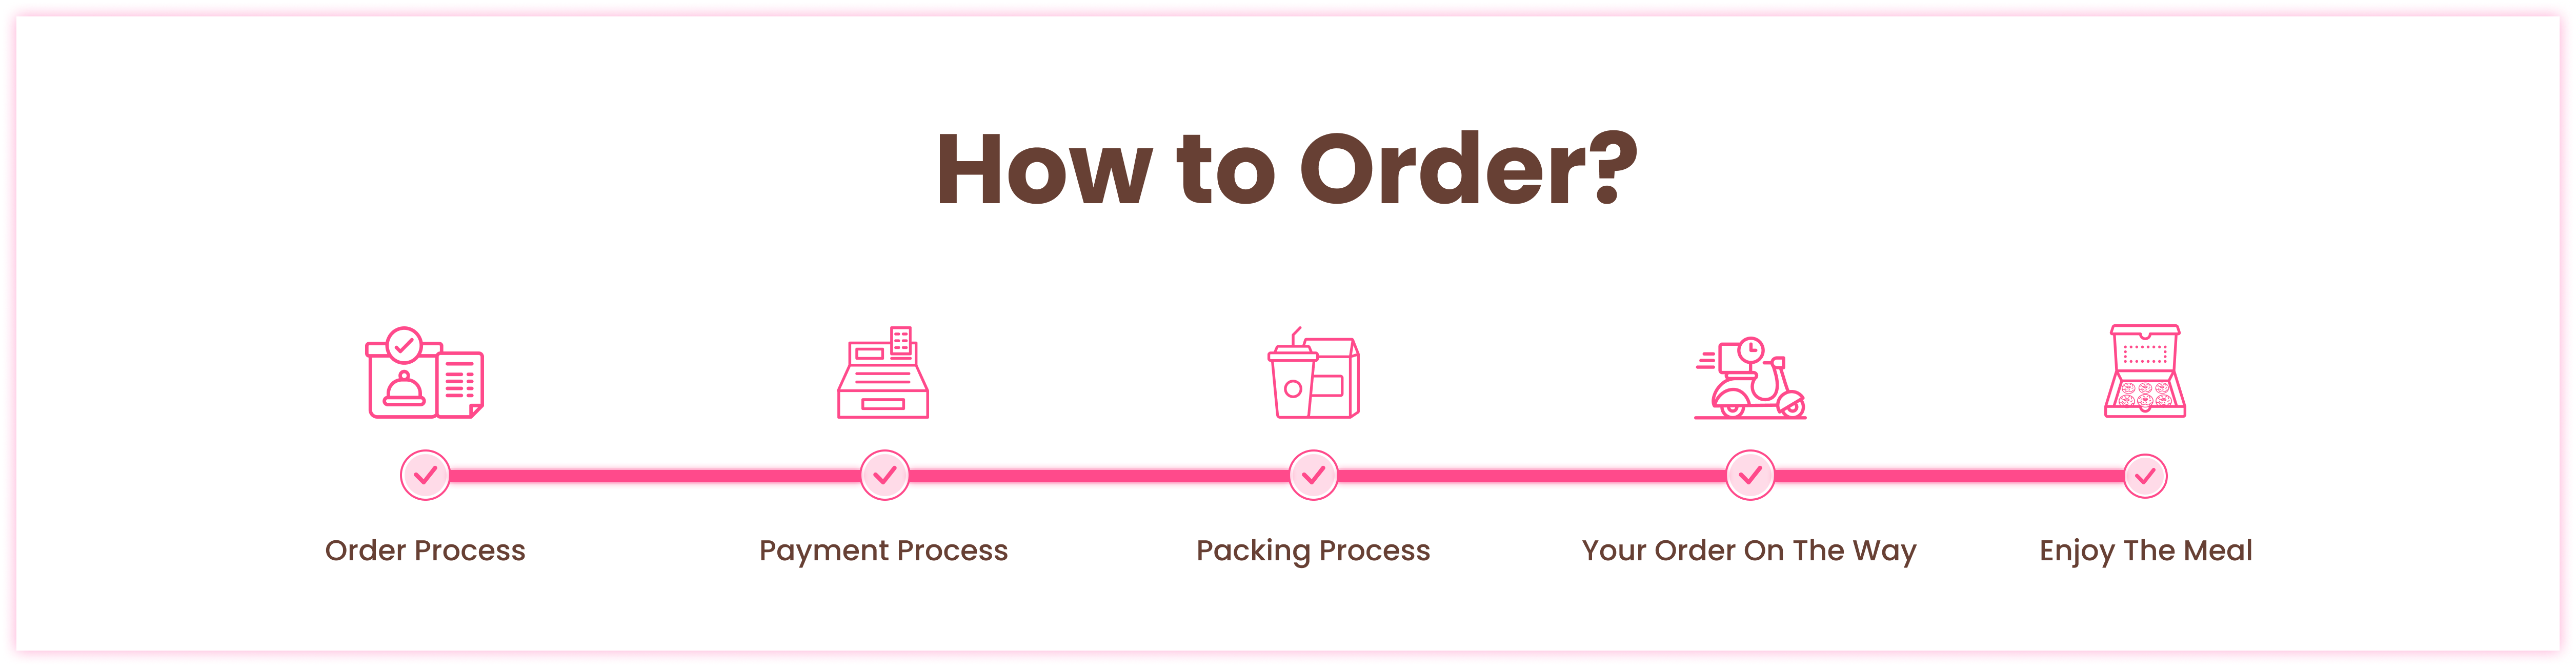 How to Order?
Order Process
Payment Process
Packing Process
Your Order On The Way
Enjoy The Meal